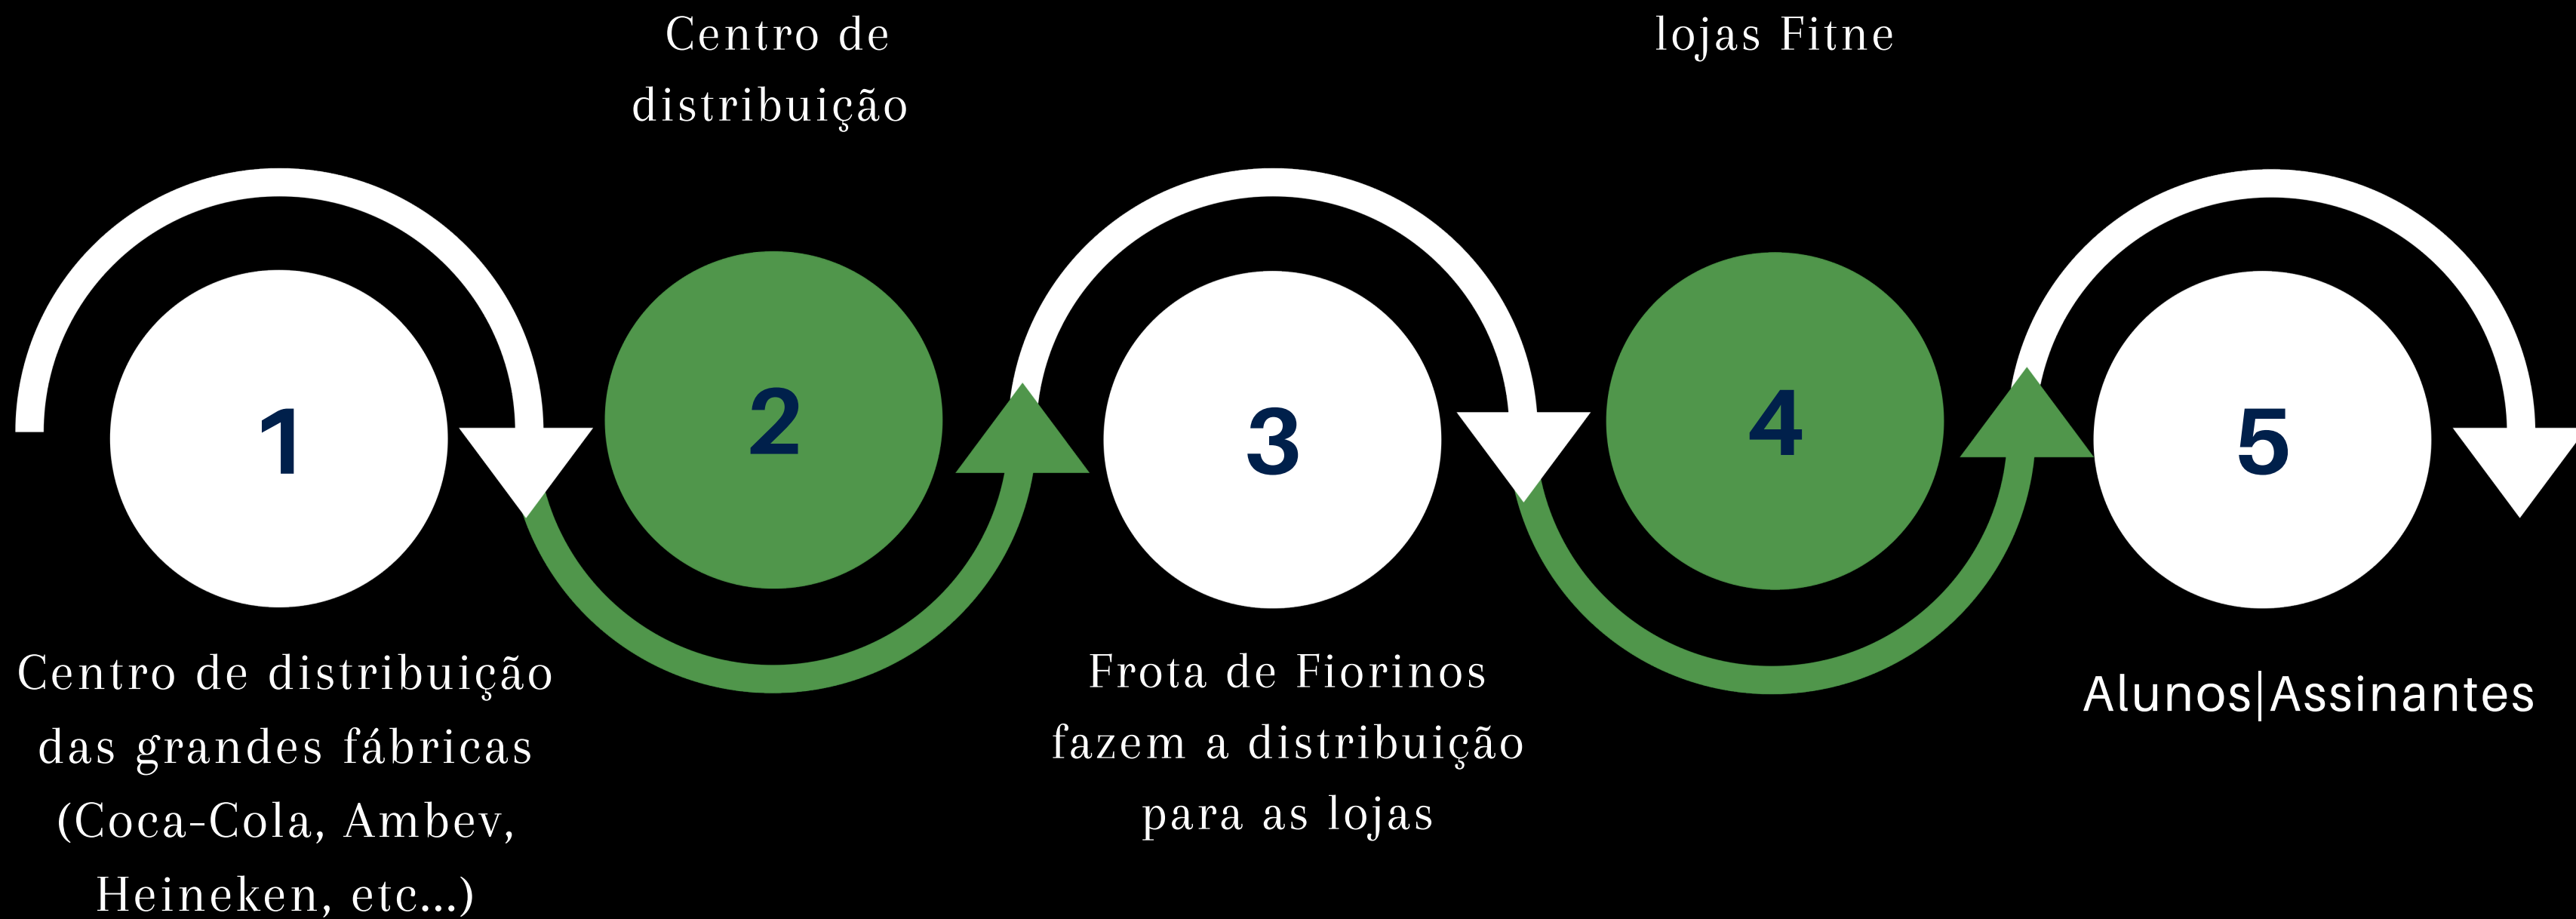 Centro de
distribuição
lojas Fitne
1
2
3
4
5
Centro de distribuição
das grandes fábricas
(Coca-Cola, Ambev,
Heineken, etc...)
Frota de Fiorinos
fazem a distribuição
para as lojas
Alunos|Assinantes